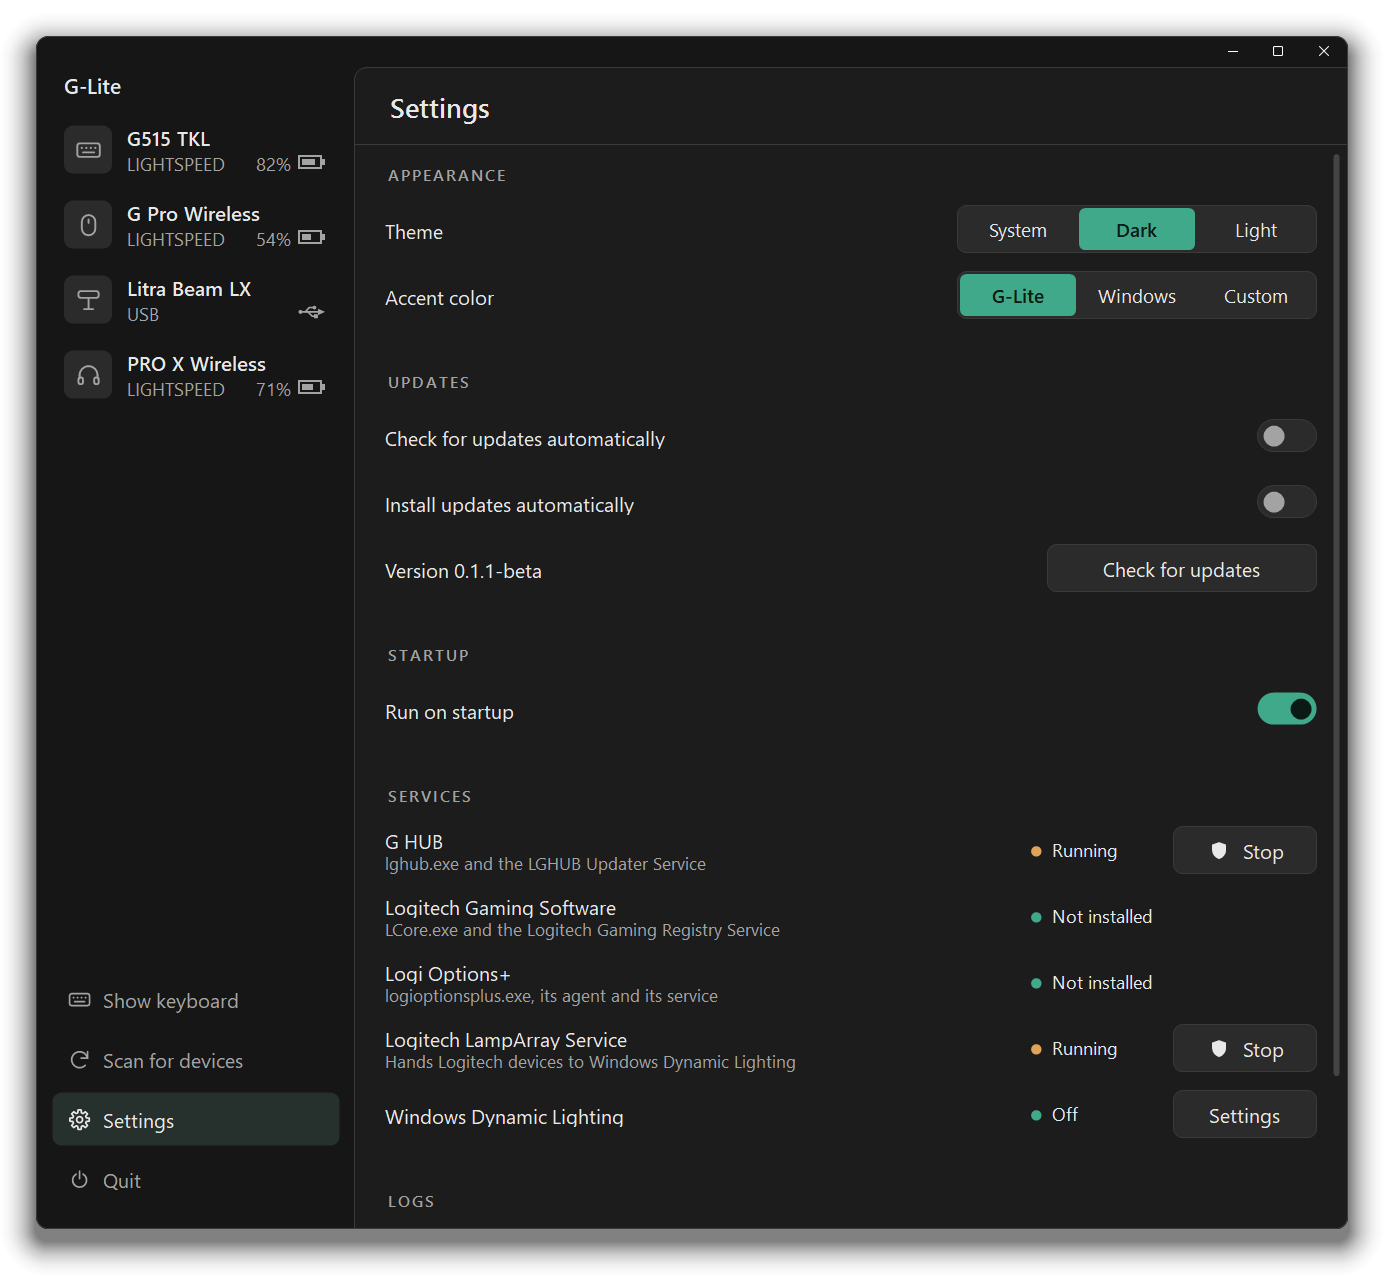 G-Lite
G515 TKL
LIGHTSPEED 82%
G Pro Wireless
LIGHTSPEED 54%
Litra Beam LX
USB
PRO X Wireless
LIGHTSPEED 71%
Show keyboard
Scan for devices
Settings
Quit
Settings
APPEARANCE
Theme System Dark Light
Accent color G-Lite Windows Custom
UPDATES
Check for updates automatically
Install updates automatically
Version 0.1.1-beta Check for updates
STARTUP
Run on startup
SERVICES
G HUB
lghub.exe and the LGHUB Updater Service
Running Stop
Logitech Gaming Software
LCore.exe and the Logitech Gaming Registry Service
Not installed
Logi Options+
logioptionsplus.exe, its agent and its service
Not installed
Logitech LampArray Service
Hands Logitech devices to Windows Dynamic Lighting
Running Stop
Windows Dynamic Lighting Off Settings
LOGS